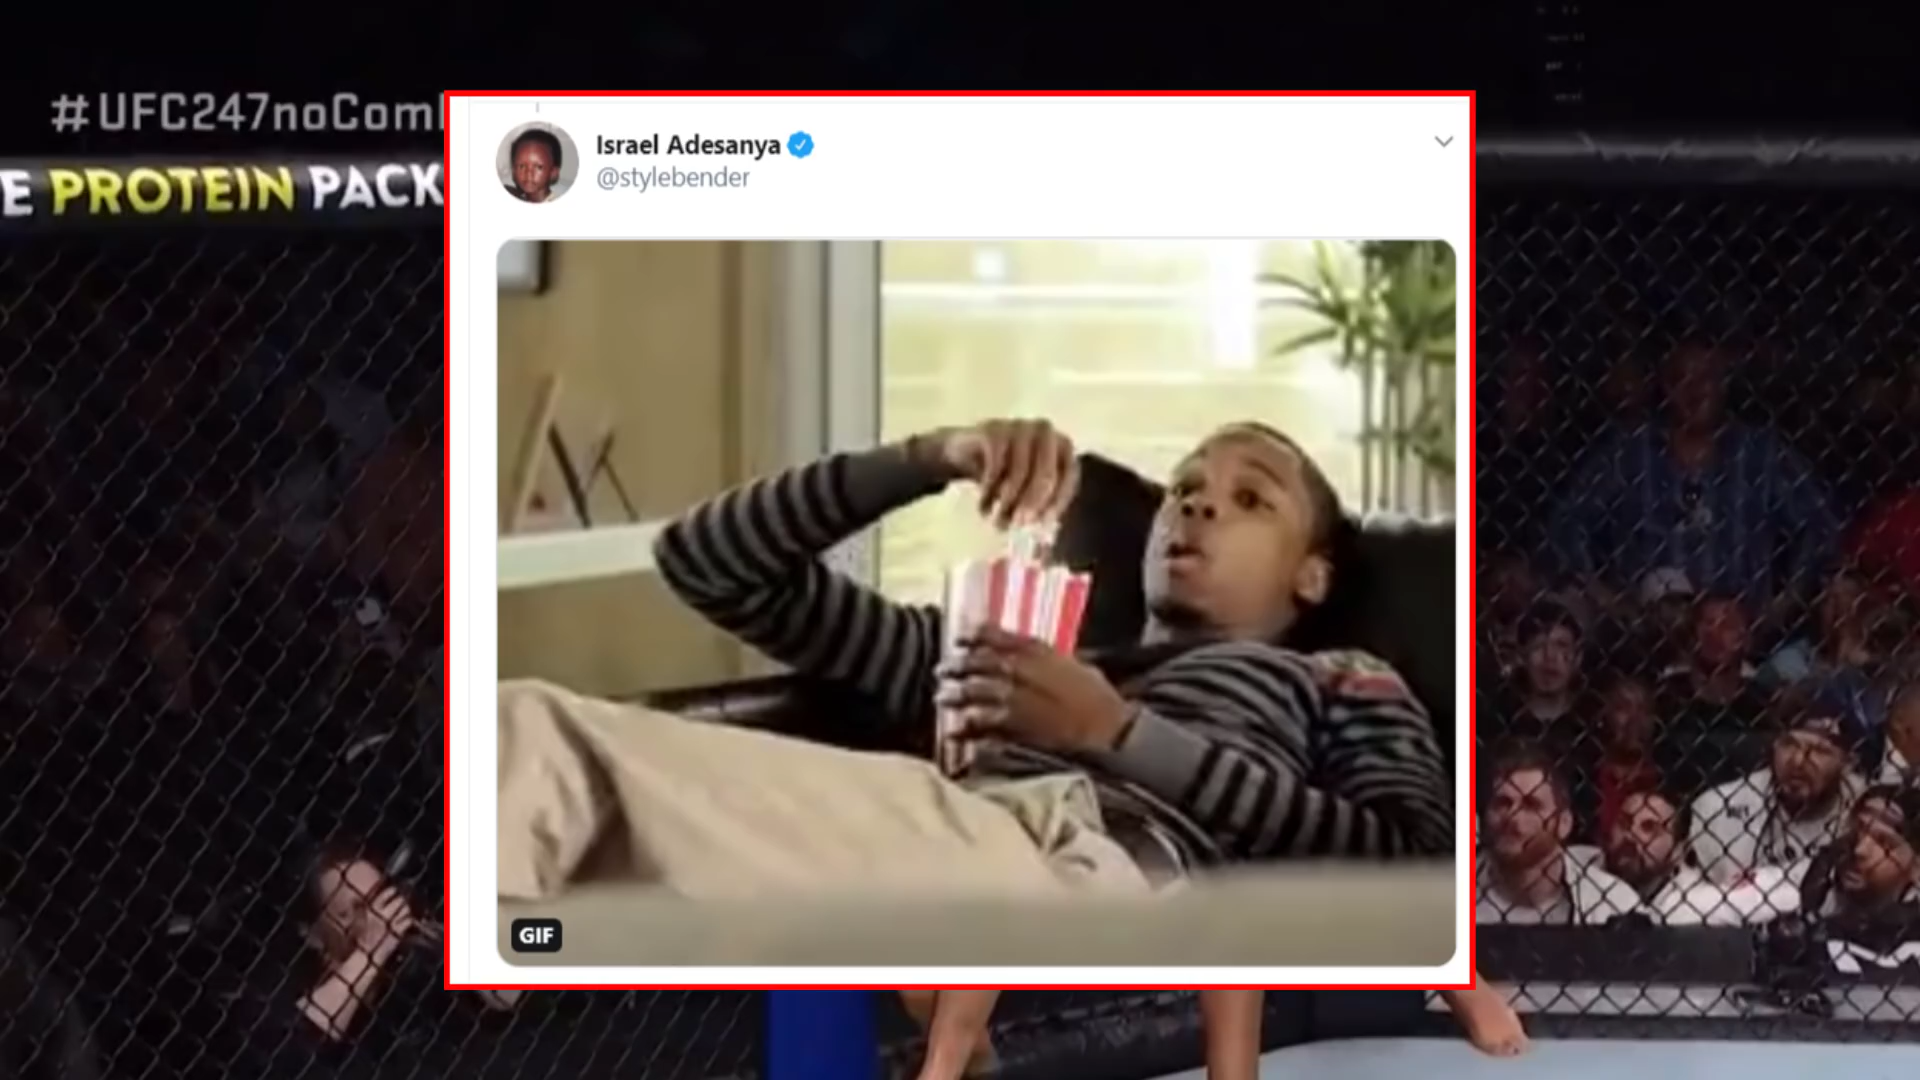 #UFC247noCom
E PROTEIN PACK
Israel Adesanya
@stylebender
GIF